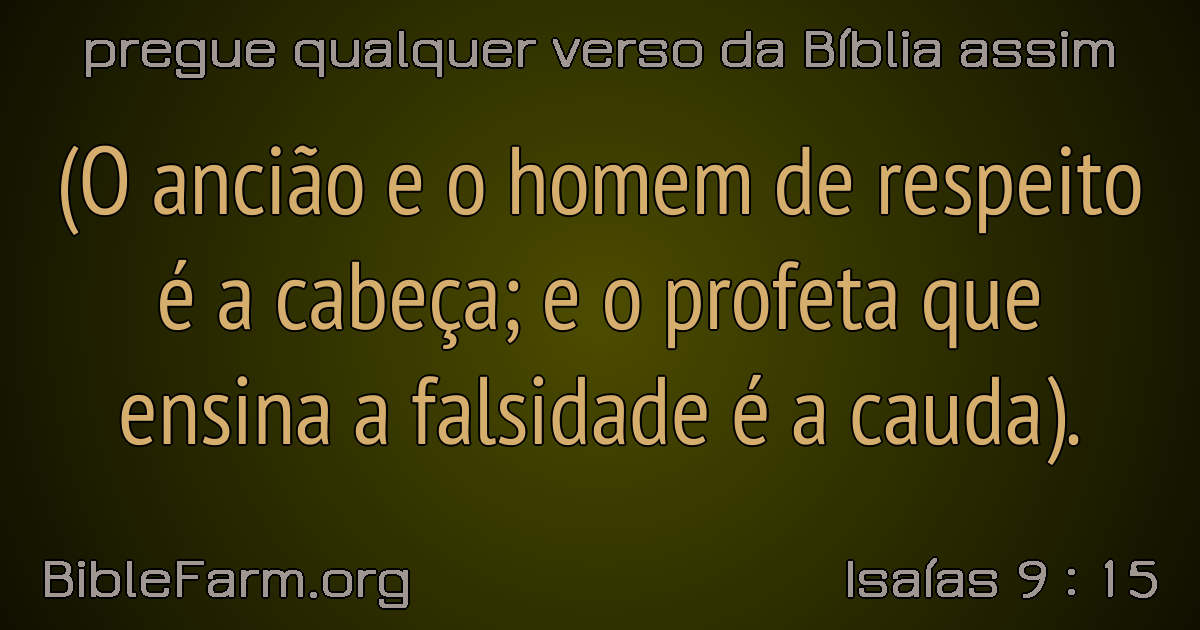 pregue qualquer verso da Bíblia assim
(O ancião e o homem de respeito
é a cabeça; e o profeta que
ensina a falsidade é a cauda).
BibleFarm.org
Isaías 9 : 15